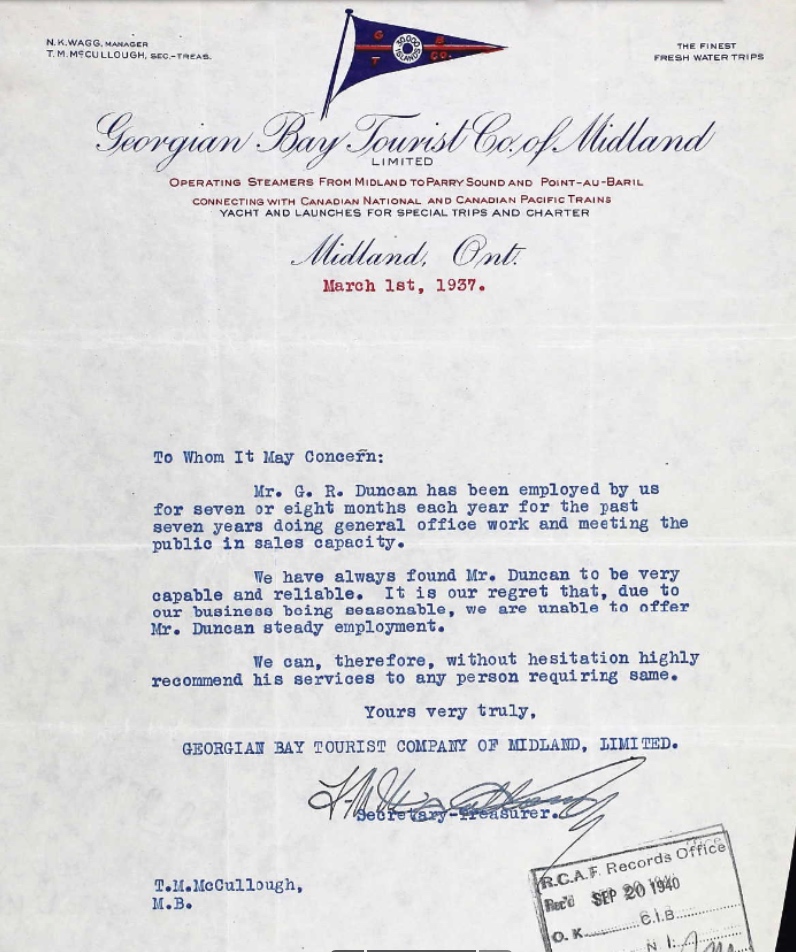 N.K.WAGG, MANAGER
T.M.McCULLOUGH, SEC.-TREAS.
G B
30,000 ISLANDS
T CO.
THE FINEST
FRESH WATER TRIPS
Georgian Bay Tourist Co. of Midland
LIMITED
OPERATING STEAMERS FROM MIDLAND TO PARRY SOUND AND POINT-AU-BARIL
CONNECTING WITH CANADIAN NATIONAL AND CANADIAN PACIFIC TRAINS
YACHT AND LAUNCHES FOR SPECIAL TRIPS AND CHARTER
Midland, Ont.
March 1st, 1937.
To Whom It May Concern:
Mr. G. R. Duncan has been employed by us
for seven or eight months each year for the past
seven years doing general office work and meeting the
public in sales capacity.
We have always found Mr. Duncan to be very
capable and reliable. It is our regret that, due to
our business being seasonable, we are unable to offer
Mr. Duncan steady employment.
We can, therefore, without hesitation highly
recommend his services to any person requiring same.
Yours very truly,
GEORGIAN BAY TOURIST COMPANY OF MIDLAND, LIMITED.
Secretary-Treasurer.
T.M.McCullough,
M.B.
R.C.A.F. Records Office
Rec'd SEP 20 1940
O. K. C.I.B.
N. I.